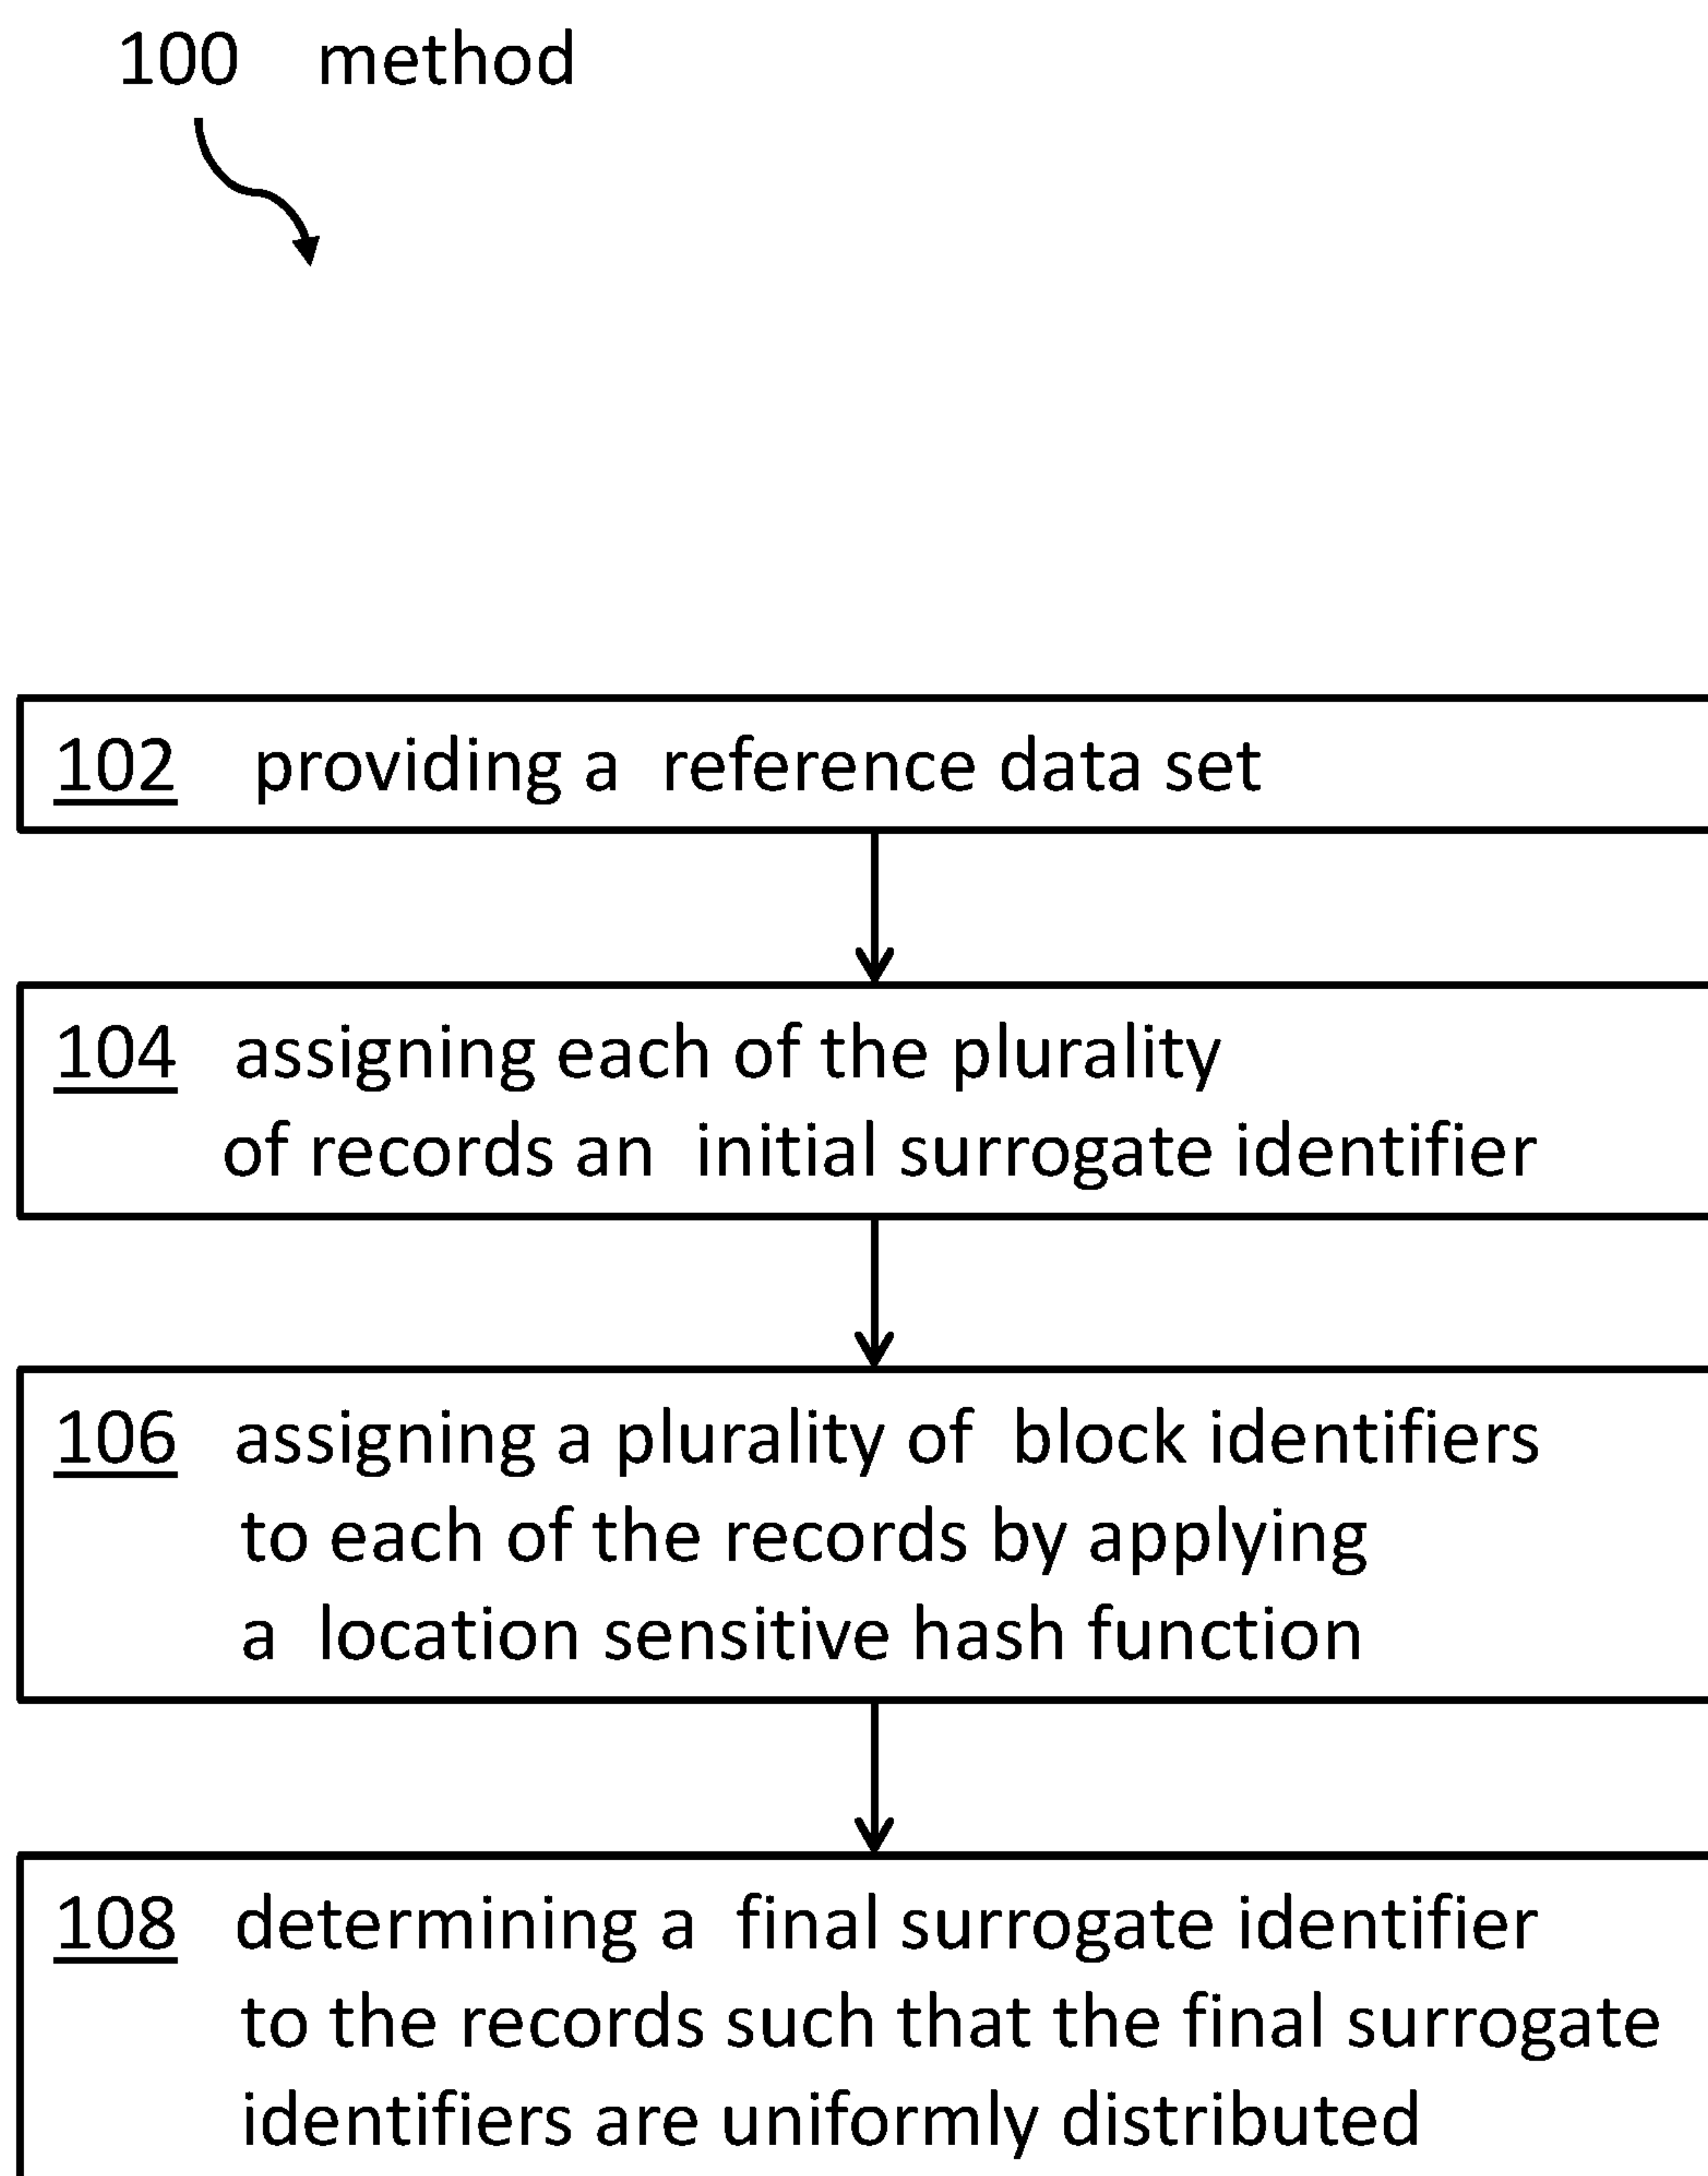 100 method
102 providing a reference data set
104 assigning each of the plurality
of records an initial surrogate identifier
106 assigning a plurality of block identifiers
to each of the records by applying
a location sensitive hash function
108 determining a final surrogate identifier
to the records such that the final surrogate
identifiers are uniformly distributed